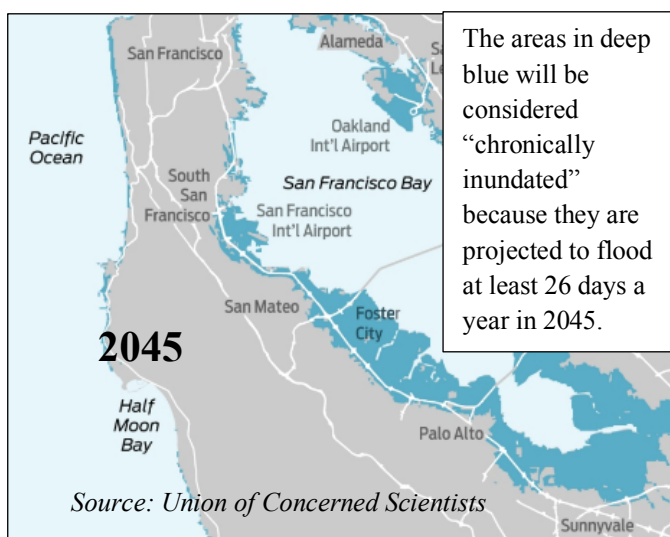 San Francisco
Alameda
Sa
Le
Pacific
Ocean
Oakland
Int'l Airport
South
San
Francisco
San Francisco Bay
San Francisco
Int'l Airport
San Mateo
Foster
City
2045
Half
Moon
Bay
Palo Alto
Sunnyvale
Source: Union of Concerned Scientists
The areas in deep
blue will be
considered
“chronically
inundated”
because they are
projected to flood
at least 26 days a
year in 2045.